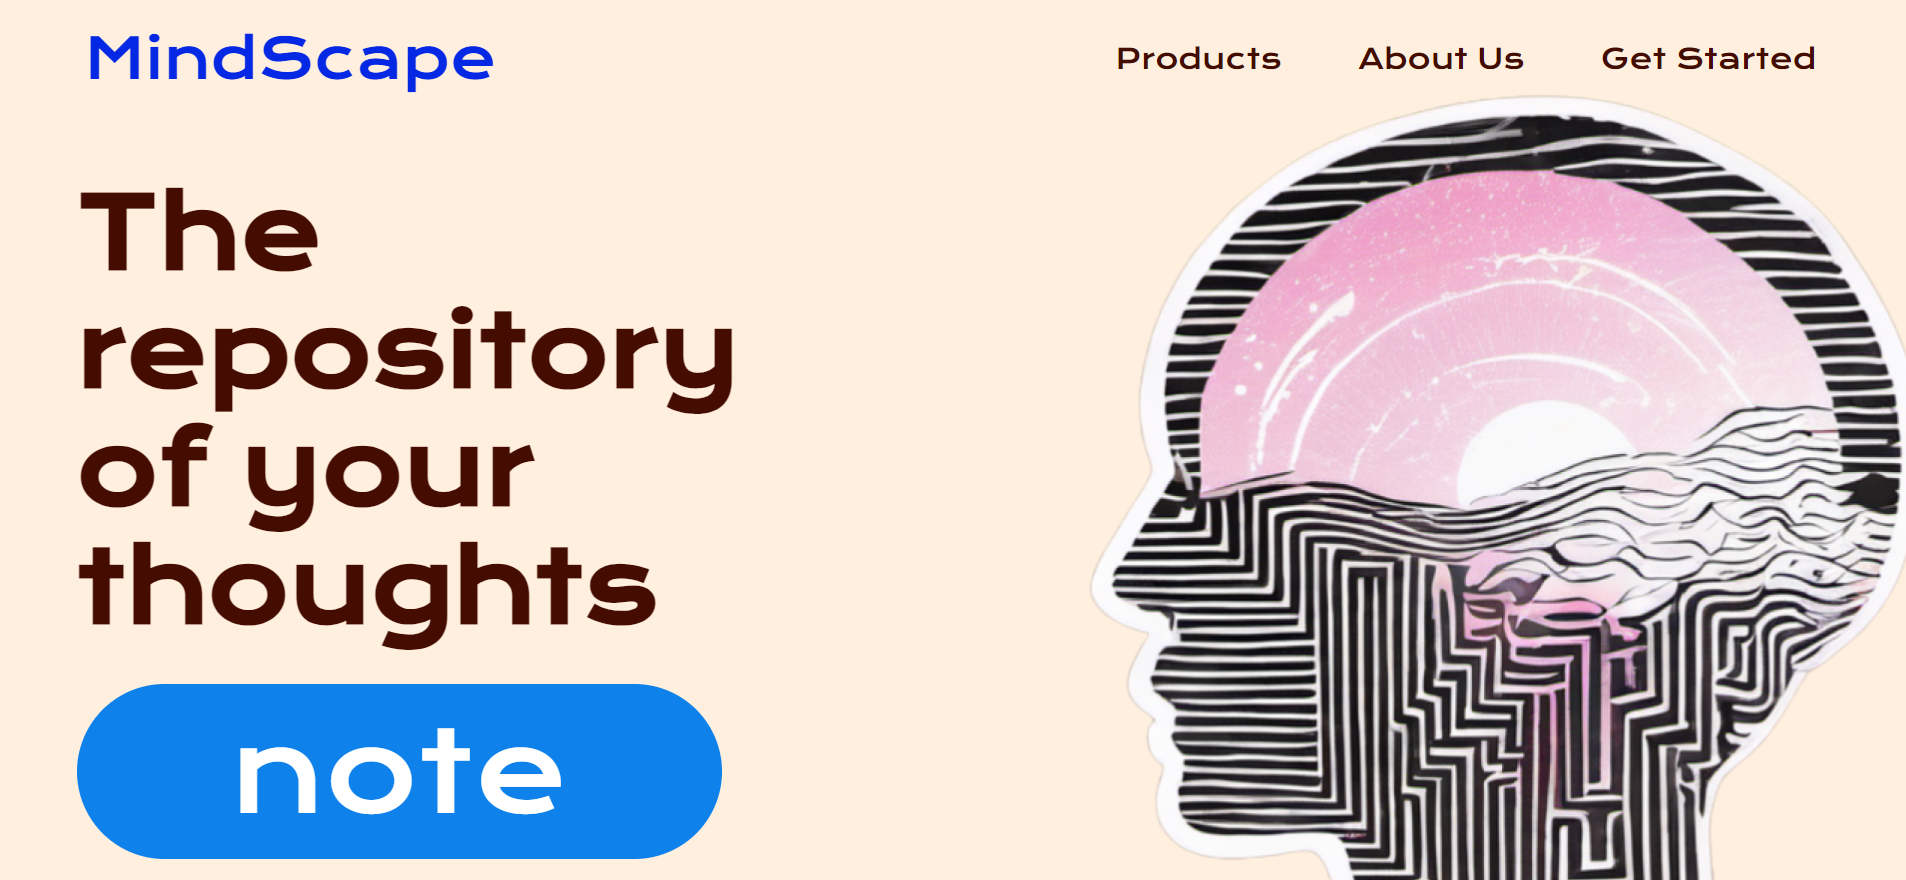 MindScape
Products About Us Get Started
The
repository
of your
thoughts
note